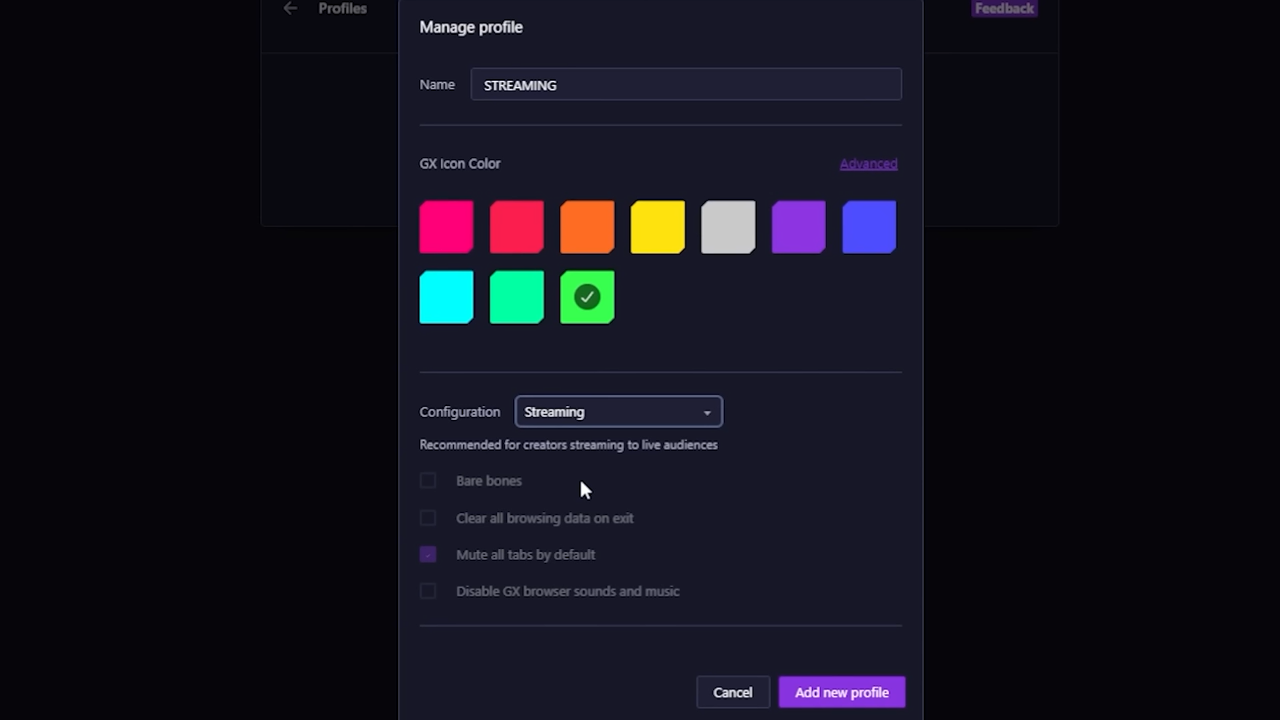 Profiles
Feedback
Manage profile
Name
STREAMING
GX Icon Color
Advanced
Configuration
Streaming
Recommended for creators streaming to live audiences
Bare bones
Clear all browsing data on exit
Mute all tabs by default
Disable GX browser sounds and music
Cancel
Add new profile